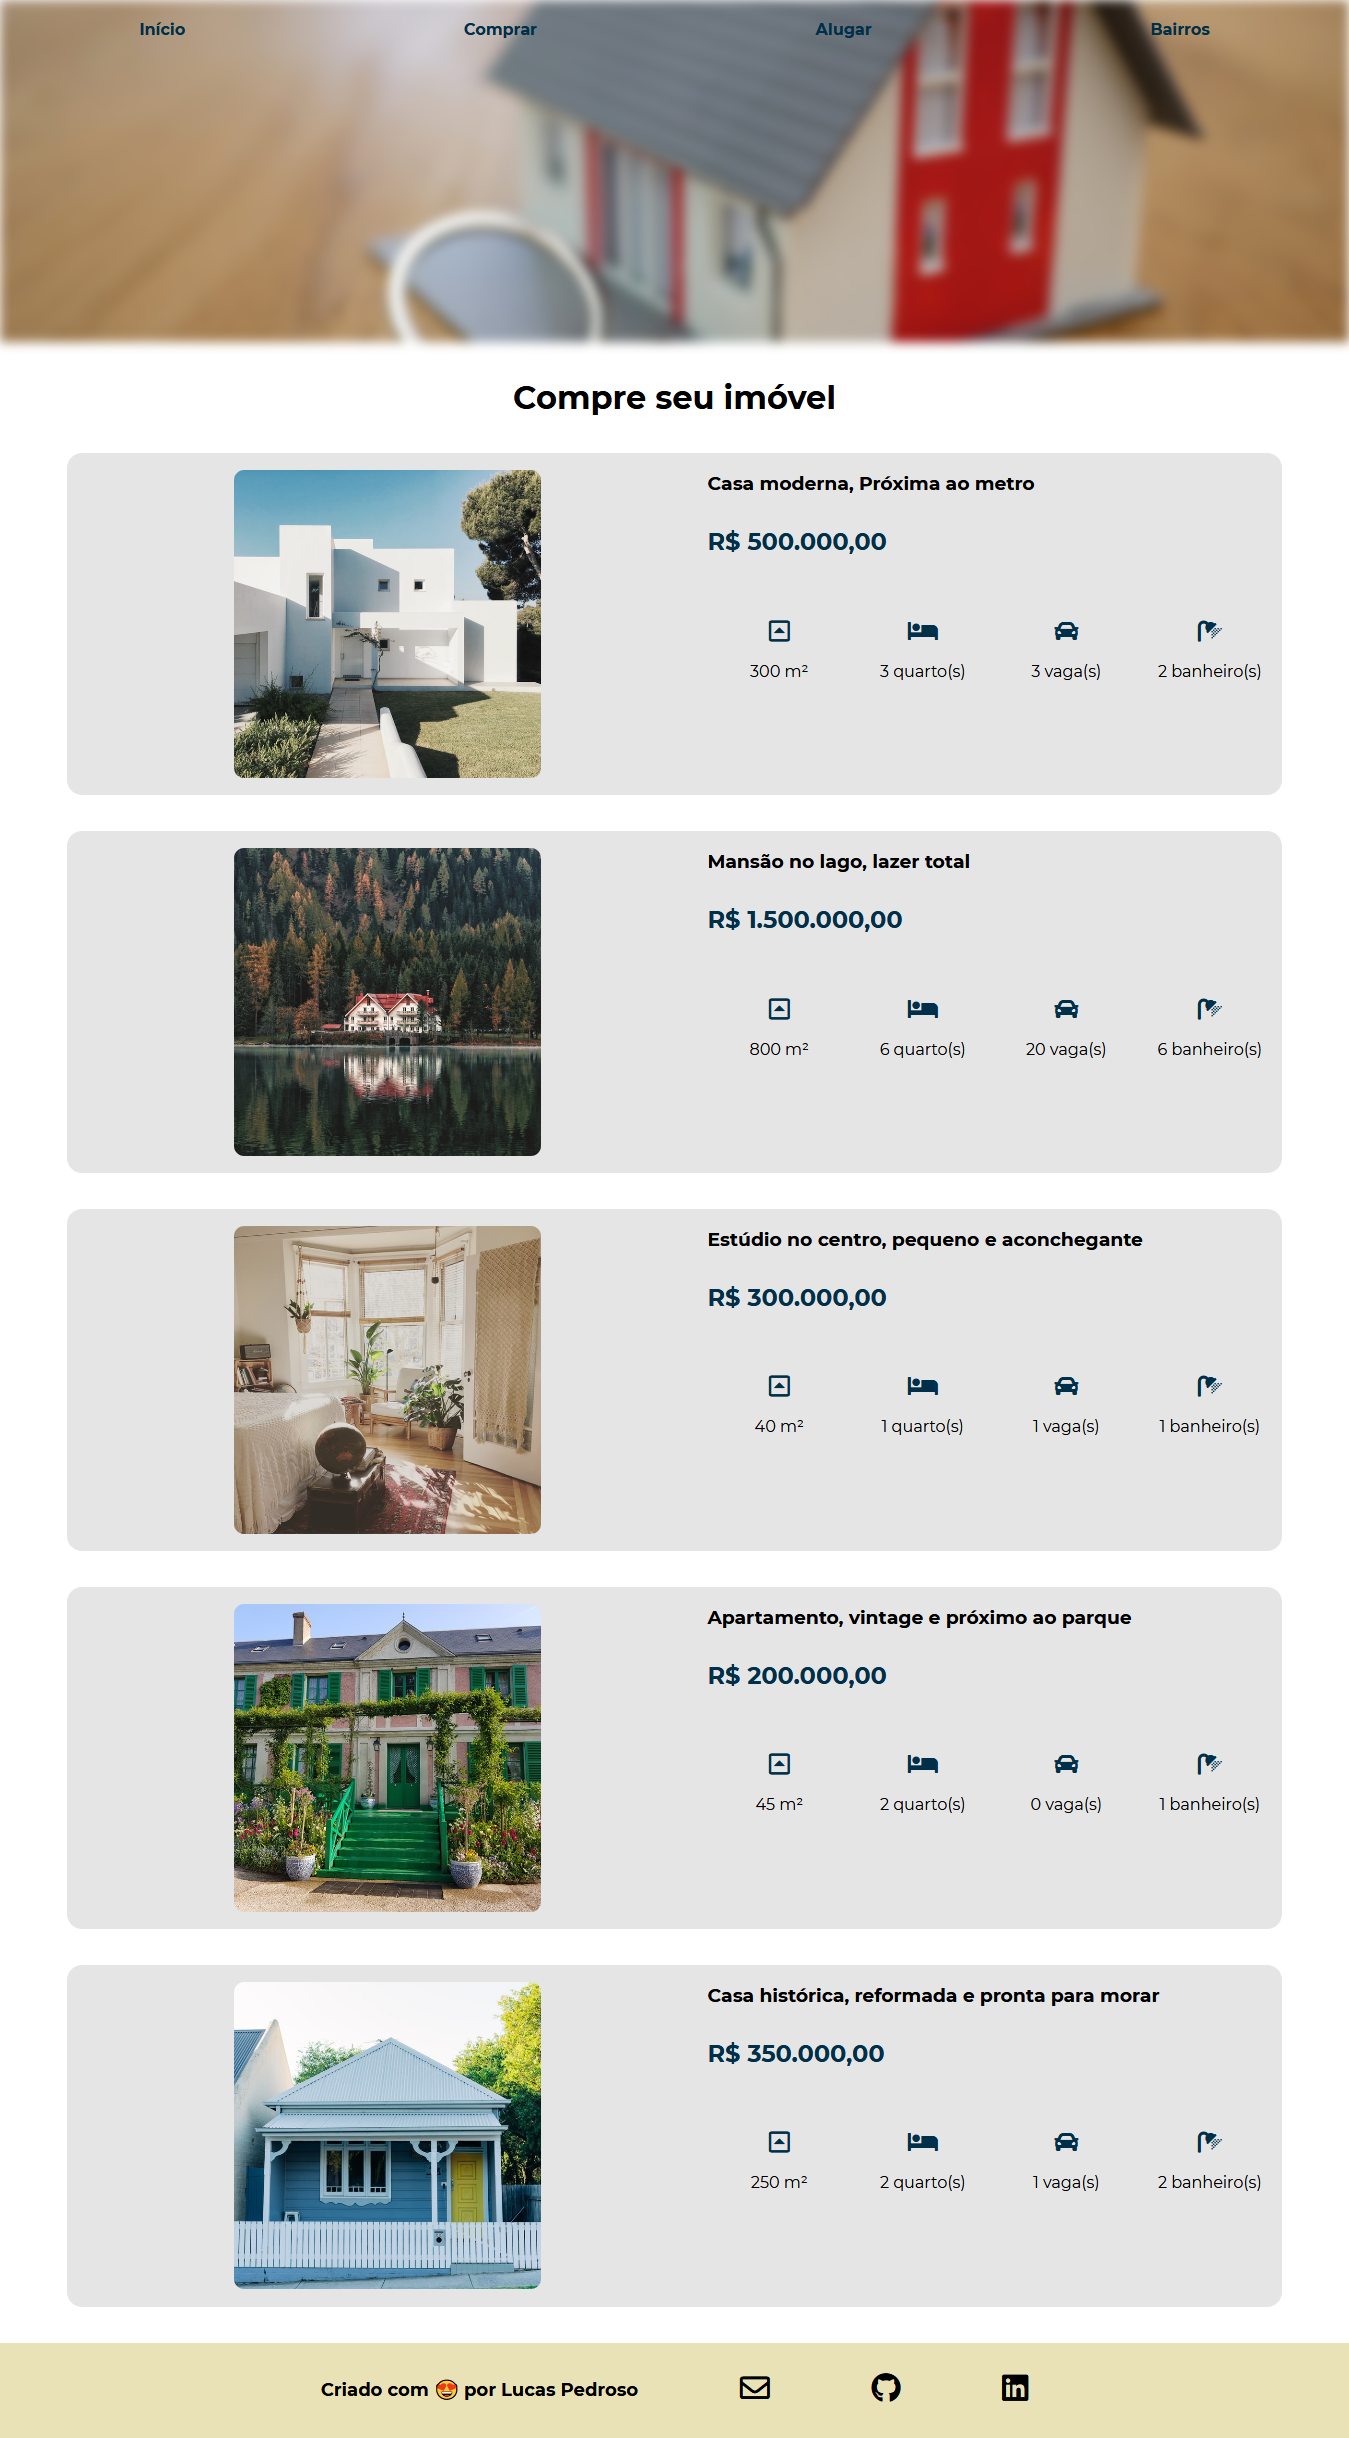 Início Comprar Alugar Bairros
Compre seu imóvel
Casa moderna, Próxima ao metro
R$ 500.000,00
300 m² 3 quarto(s) 3 vaga(s) 2 banheiro(s)
Mansão no lago, lazer total
R$ 1.500.000,00
800 m² 6 quarto(s) 20 vaga(s) 6 banheiro(s)
Estúdio no centro, pequeno e aconchegante
R$ 300.000,00
40 m² 1 quarto(s) 1 vaga(s) 1 banheiro(s)
Apartamento, vintage e próximo ao parque
R$ 200.000,00
45 m² 2 quarto(s) 0 vaga(s) 1 banheiro(s)
Casa histórica, reformada e pronta para morar
R$ 350.000,00
250 m² 2 quarto(s) 1 vaga(s) 2 banheiro(s)
Criado com 😍 por Lucas Pedroso